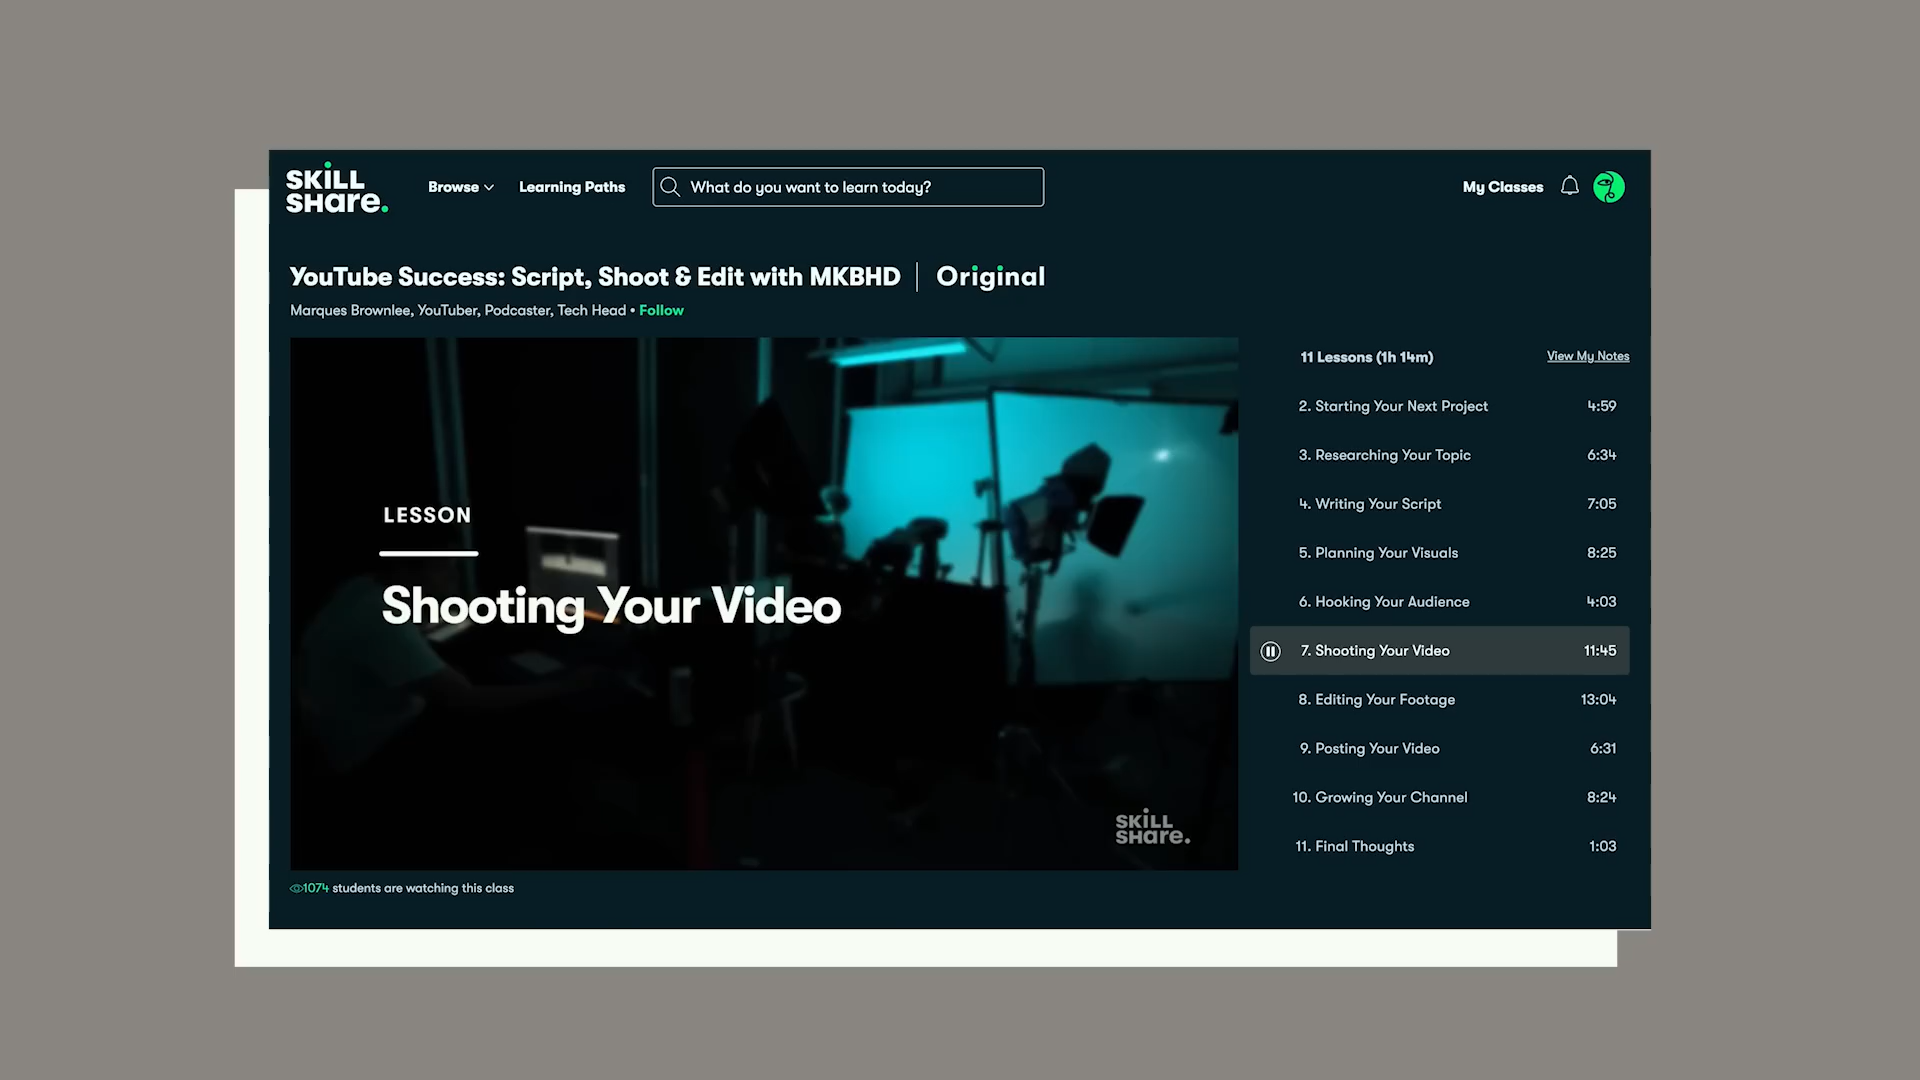 SKILL
SHare.
Browse
Learning Paths
What do you want to learn today?
My Classes
YouTube Success: Script, Shoot & Edit with MKBHD | Original
Marques Brownlee, YouTuber, Podcaster, Tech Head • Follow
LESSON
Shooting Your Video
SKILL
SHare.
1074 students are watching this class
11 Lessons (1h 14m)
View My Notes
2. Starting Your Next Project 4:59
3. Researching Your Topic 6:34
4. Writing Your Script 7:05
5. Planning Your Visuals 8:25
6. Hooking Your Audience 4:03
7. Shooting Your Video 11:45
8. Editing Your Footage 13:04
9. Posting Your Video 6:31
10. Growing Your Channel 8:24
11. Final Thoughts 1:03